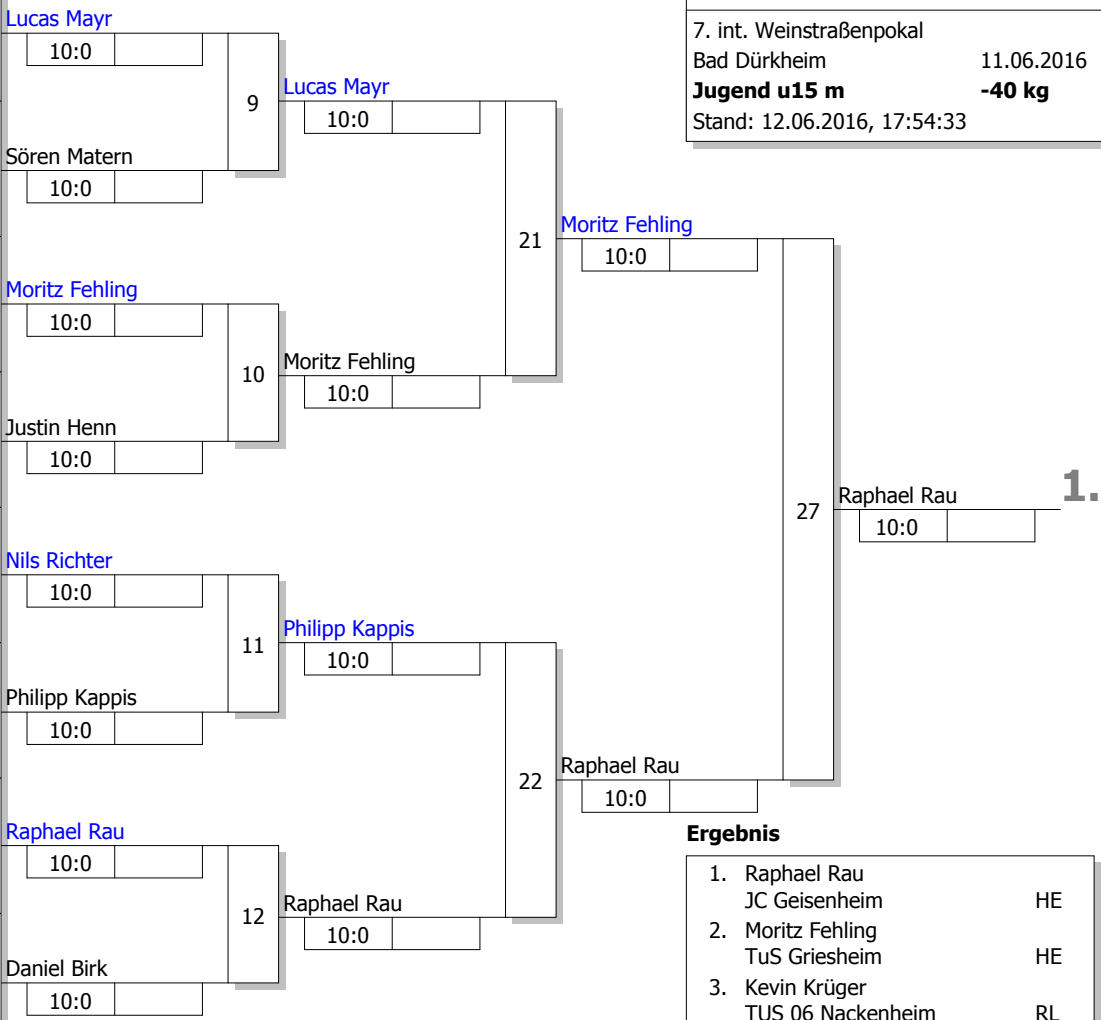 Lucas Mayr
10:0
9
Sören Matern
10:0
Lucas Mayr
10:0
Moritz Fehling
10:0
10
Justin Henn
10:0
Moritz Fehling
10:0
21
Moritz Fehling
10:0
Nils Richter
10:0
11
Philipp Kappis
10:0
Philipp Kappis
10:0
Raphael Rau
10:0
12
Daniel Birk
10:0
Raphael Rau
10:0
22
Raphael Rau
10:0
27
Raphael Rau 1.
10:0
7. int. Weinstraßenpokal
Bad Dürkheim 11.06.2016
Jugend u15 m -40 kg
Stand: 12.06.2016, 17:54:33
Ergebnis
1. Raphael Rau
JC Geisenheim HE
2. Moritz Fehling
TuS Griesheim HE
3. Kevin Krüger
TUS 06 Nackenheim RL